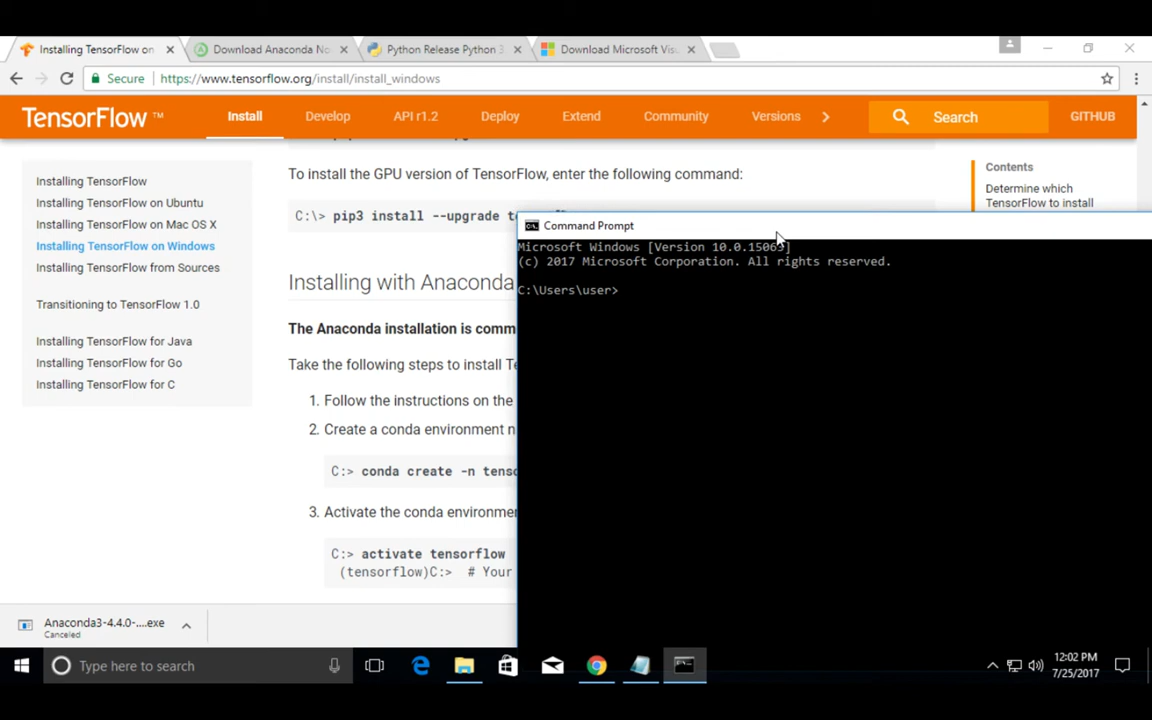 Installing TensorFlow on
Download Anaconda No
Python Release Python 3
Download Microsoft Visu
Secure
https://www.tensorflow.org/install/install_windows
TensorFlow ™
Install
Develop
API r1.2
Deploy
Extend
Community
Versions
Search
GITHUB
Installing TensorFlow
Installing TensorFlow on Ubuntu
Installing TensorFlow on Mac OS X
Installing TensorFlow on Windows
Installing TensorFlow from Sources
Transitioning to TensorFlow 1.0
Installing TensorFlow for Java
Installing TensorFlow for Go
Installing TensorFlow for C
To install the GPU version of TensorFlow, enter the following command:
C:\> pip3 install --upgrade
Installing with Anaconda
The Anaconda installation is comm
Take the following steps to install Te
1. Follow the instructions on the
2. Create a conda environment n
C:> conda create -n tenso
3. Activate the conda environme
C:> activate tensorflow
(tensorflow)C:> # Your
Contents
Determine which
TensorFlow to install
Command Prompt
Microsoft Windows [Version 10.0.15063]
(c) 2017 Microsoft Corporation. All rights reserved.
C:\Users\user>
Anaconda3-4.4.0-....exe
Canceled
Type here to search
12:02 PM
7/25/2017